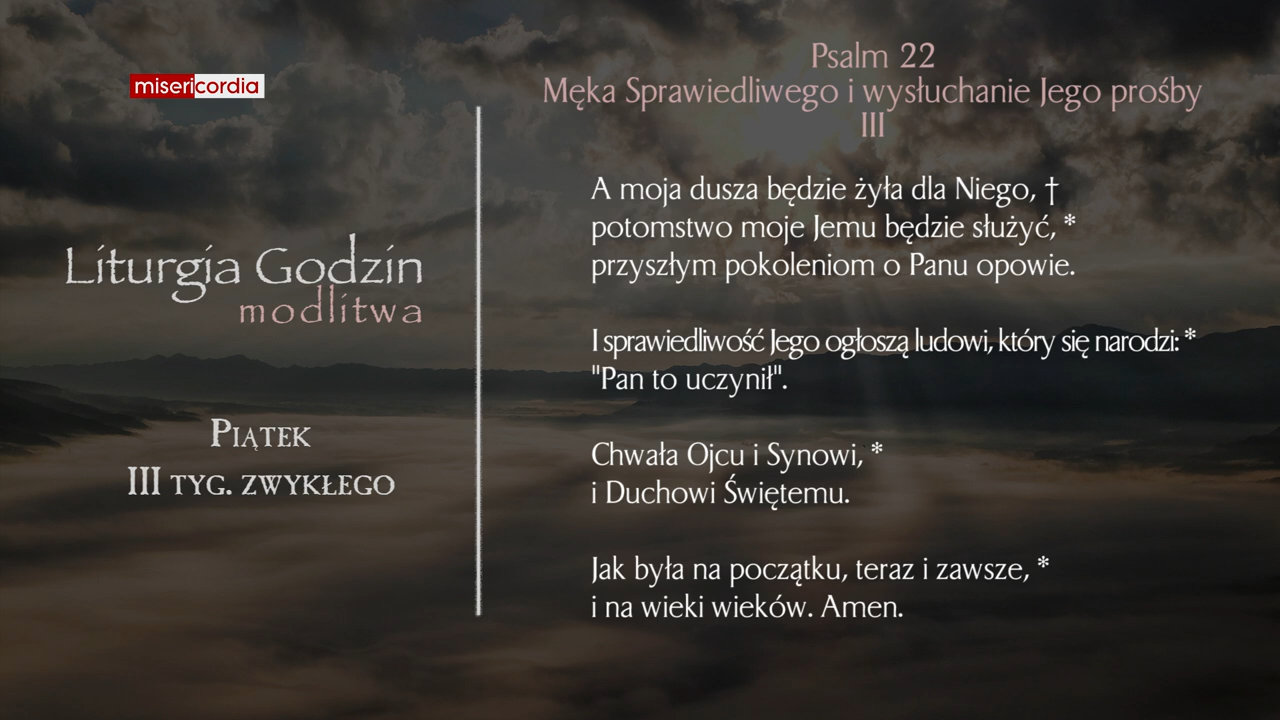 misericordia
Liturgia Godzin
modlitwa
Piątek
III tyg. zwykłego
Psalm 22
Męka Sprawiedliwego i wysłuchanie Jego prośby
III
A moja dusza będzie żyła dla Niego, †
potomstwo moje Jemu będzie służyć, *
przyszłym pokoleniom o Panu opowie.
I sprawiedliwość Jego ogłoszą ludowi, który się narodzi: *
"Pan to uczynił".
Chwała Ojcu i Synowi, *
i Duchowi Świętemu.
Jak była na początku, teraz i zawsze, *
i na wieki wieków. Amen.